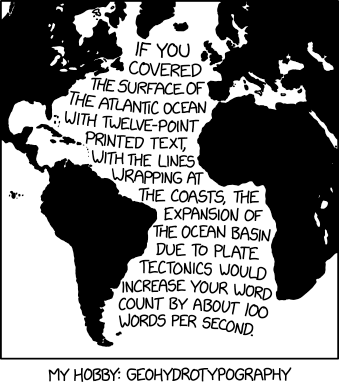 IF YOU
COVERED
THE SURFACE OF
THE ATLANTIC OCEAN
WITH TWELVE-POINT
PRINTED TEXT,
WITH THE LINES
WRAPPING AT
THE COASTS, THE
EXPANSION OF
THE OCEAN BASIN
DUE TO PLATE
TECTONICS WOULD
INCREASE YOUR WORD
COUNT BY ABOUT 100
WORDS PER SECOND.
MY HOBBY: GEOHYDROTYPOGRAPHY